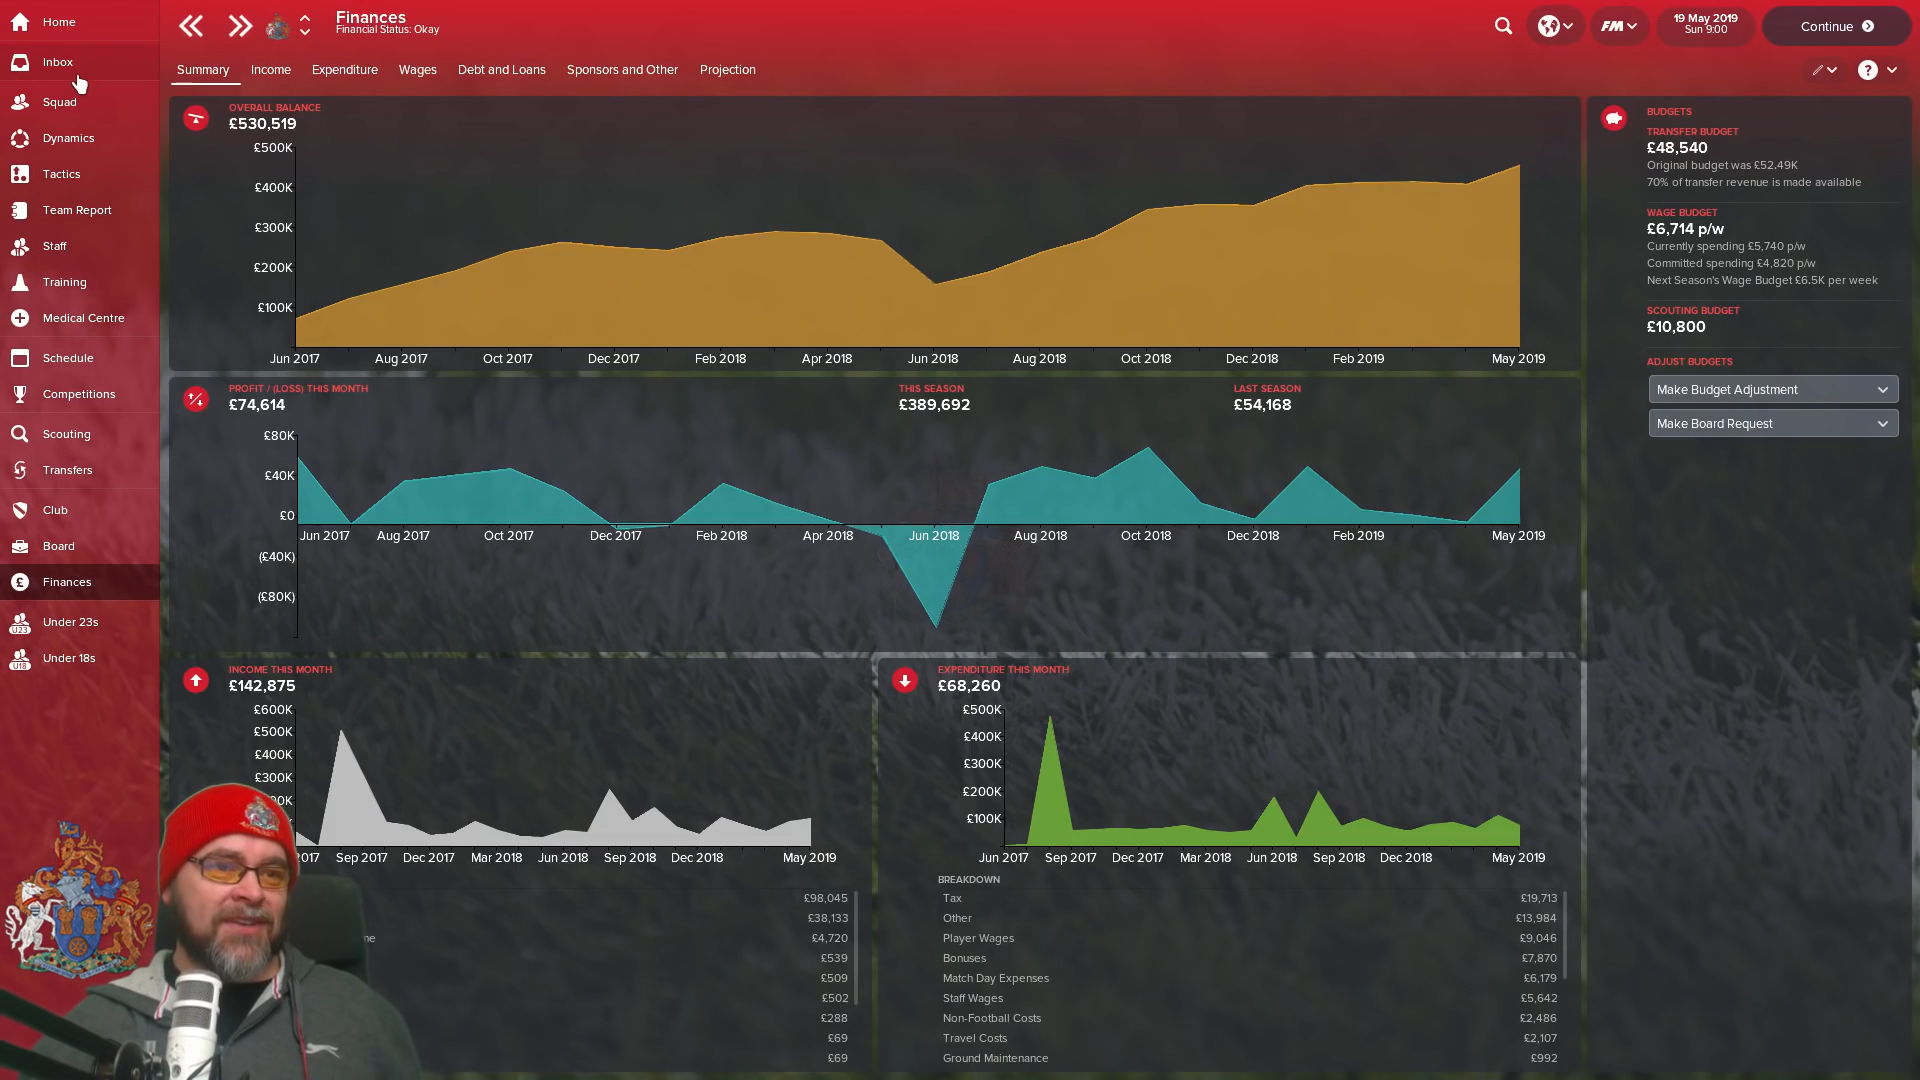 Home
Inbox
Squad
Dynamics
Tactics
Team Report
Staff
Training
Medical Centre
Schedule
Competitions
Scouting
Transfers
Club
Board
Finances
U23
Under 23s
U18
Under 18s
Finances
Financial Status: Okay
FM
19 May 2019
Sun 9:00
Continue
Summary Income Expenditure Wages Debt and Loans Sponsors and Other Projection
?
OVERALL BALANCE
£530,519
£500K
£400K
£300K
£200K
£100K
Jun 2017 Aug 2017 Oct 2017 Dec 2017 Feb 2018 Apr 2018 Jun 2018 Aug 2018 Oct 2018 Dec 2018 Feb 2019 May 2019
PROFIT / (LOSS) THIS MONTH
£74,614
THIS SEASON
£389,692
LAST SEASON
£54,168
£80K
£40K
£0
(£40K)
(£80K)
Jun 2017 Aug 2017 Oct 2017 Dec 2017 Feb 2018 Apr 2018 Jun 2018 Aug 2018 Oct 2018 Dec 2018 Feb 2019 May 2019
INCOME THIS MONTH
£142,875
£600K
£500K
£400K
£300K
2017 Sep 2017 Dec 2017 Mar 2018 Jun 2018 Sep 2018 Dec 2018 May 2019
£98,045
£38,133
£4,720
£539
£509
£502
£288
£69
£69
EXPENDITURE THIS MONTH
£68,260
£500K
£400K
£300K
£200K
£100K
Jun 2017 Sep 2017 Dec 2017 Mar 2018 Jun 2018 Sep 2018 Dec 2018 May 2019
BREAKDOWN
Tax £19,713
Other £13,984
Player Wages £9,046
Bonuses £7,870
Match Day Expenses £6,179
Staff Wages £5,642
Non-Football Costs £2,486
Travel Costs £2,107
Ground Maintenance £992
BUDGETS
TRANSFER BUDGET
£48,540
Original budget was £52.49K
70% of transfer revenue is made available
WAGE BUDGET
£6,714 p/w
Currently spending £5,740 p/w
Committed spending £4,820 p/w
Next Season's Wage Budget £6.5K per week
SCOUTING BUDGET
£10,800
ADJUST BUDGETS
Make Budget Adjustment
Make Board Request